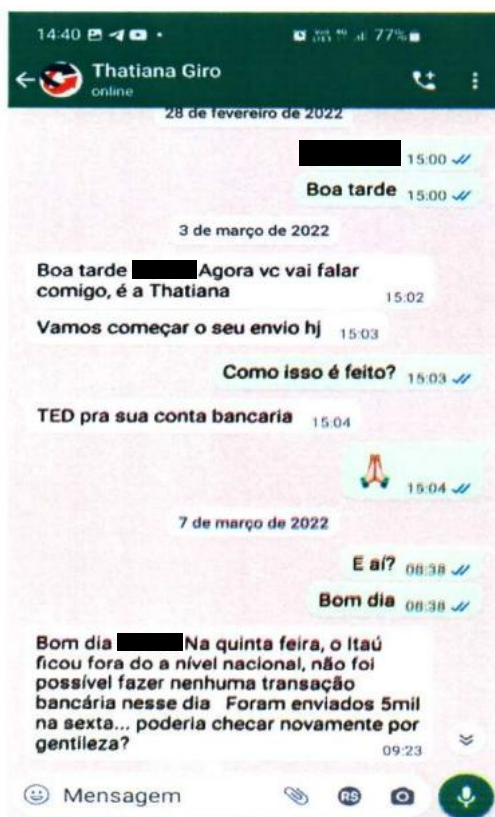 14:40
77%
Thatiana Giro
online
28 de fevereiro de 2022
15:00
Boa tarde 15:00
3 de março de 2022
Boa tarde Agora vc vai falar
comigo, é a Thatiana
15:02
Vamos começar o seu envio hj 15:03
Como isso é feito? 15:03
TED pra sua conta bancaria 15:04
15:04
7 de março de 2022
E aí? 08:38
Bom dia 08:38
Bom dia Na quinta feira, o Itaú
ficou fora do a nível nacional, não foi
possível fazer nenhuma transação
bancária nesse dia Foram enviados 5mil
na sexta... poderia checar novamente por
gentileza?
09:23
Mensagem
R$